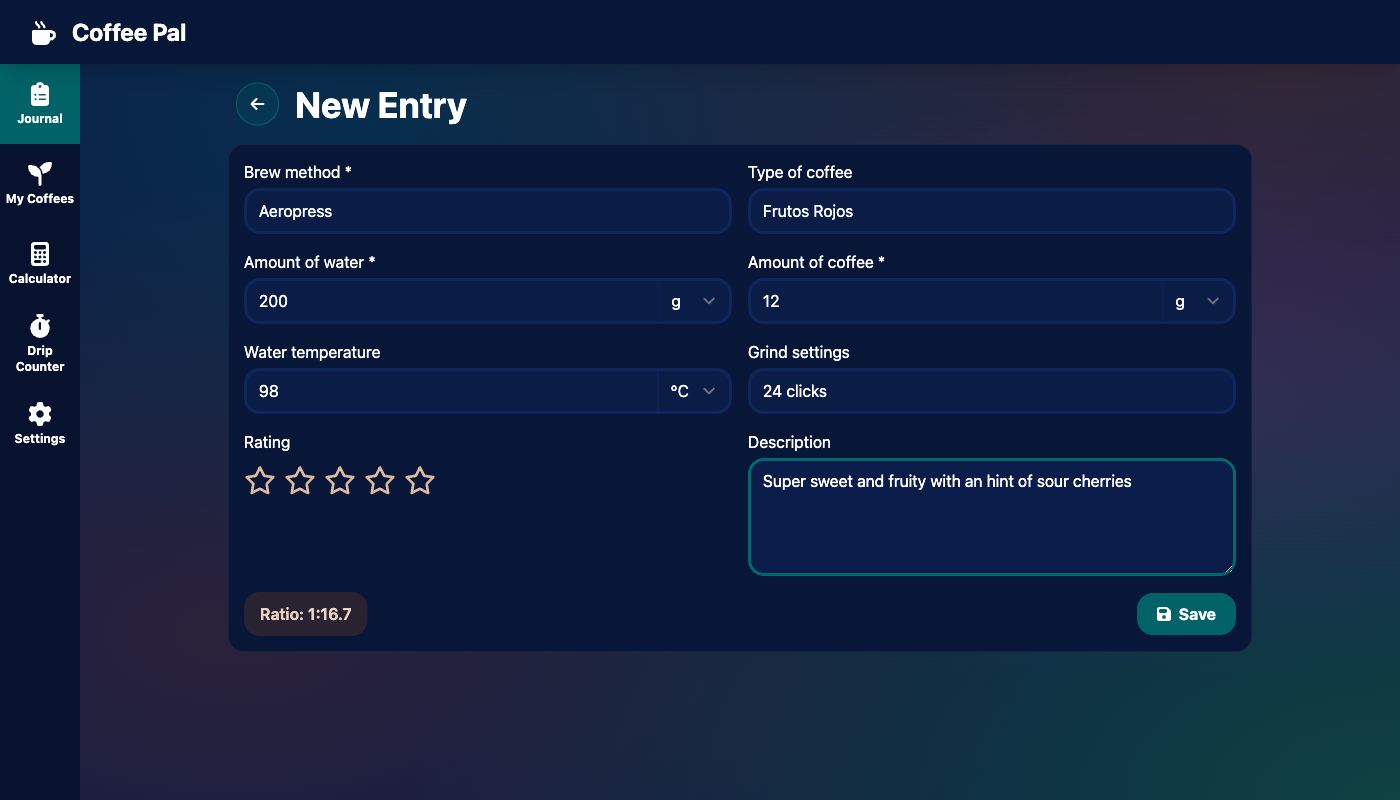 Coffee Pal
Journal
My Coffees
Calculator
Drip
Counter
Settings
New Entry
Brew method *
Aeropress
Type of coffee
Frutos Rojos
Amount of water *
200
g
Amount of coffee *
12
g
Water temperature
98
°C
Grind settings
24 clicks
Rating
Description
Super sweet and fruity with an hint of sour cherries
Ratio: 1:16.7
Save